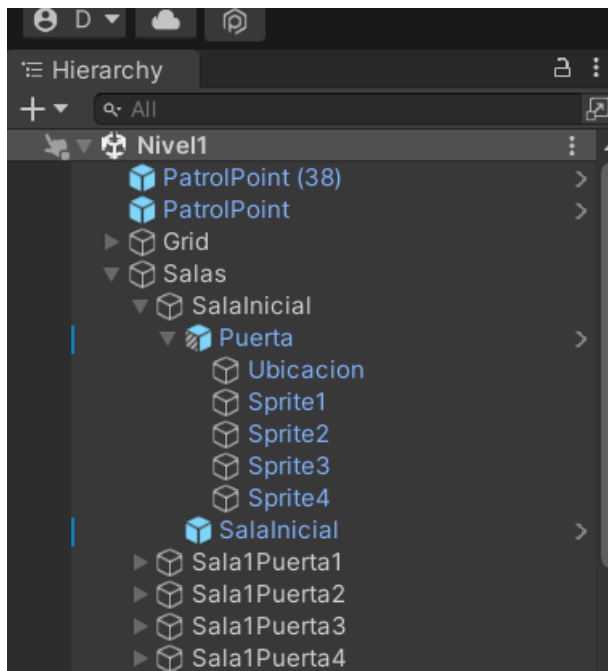 D
Hierarchy
All
Nivel1
PatrolPoint (38)
PatrolPoint
Grid
Salas
SalaInicial
Puerta
Ubicacion
Sprite1
Sprite2
Sprite3
Sprite4
SalaInicial
Sala1Puerta1
Sala1Puerta2
Sala1Puerta3
Sala1Puerta4